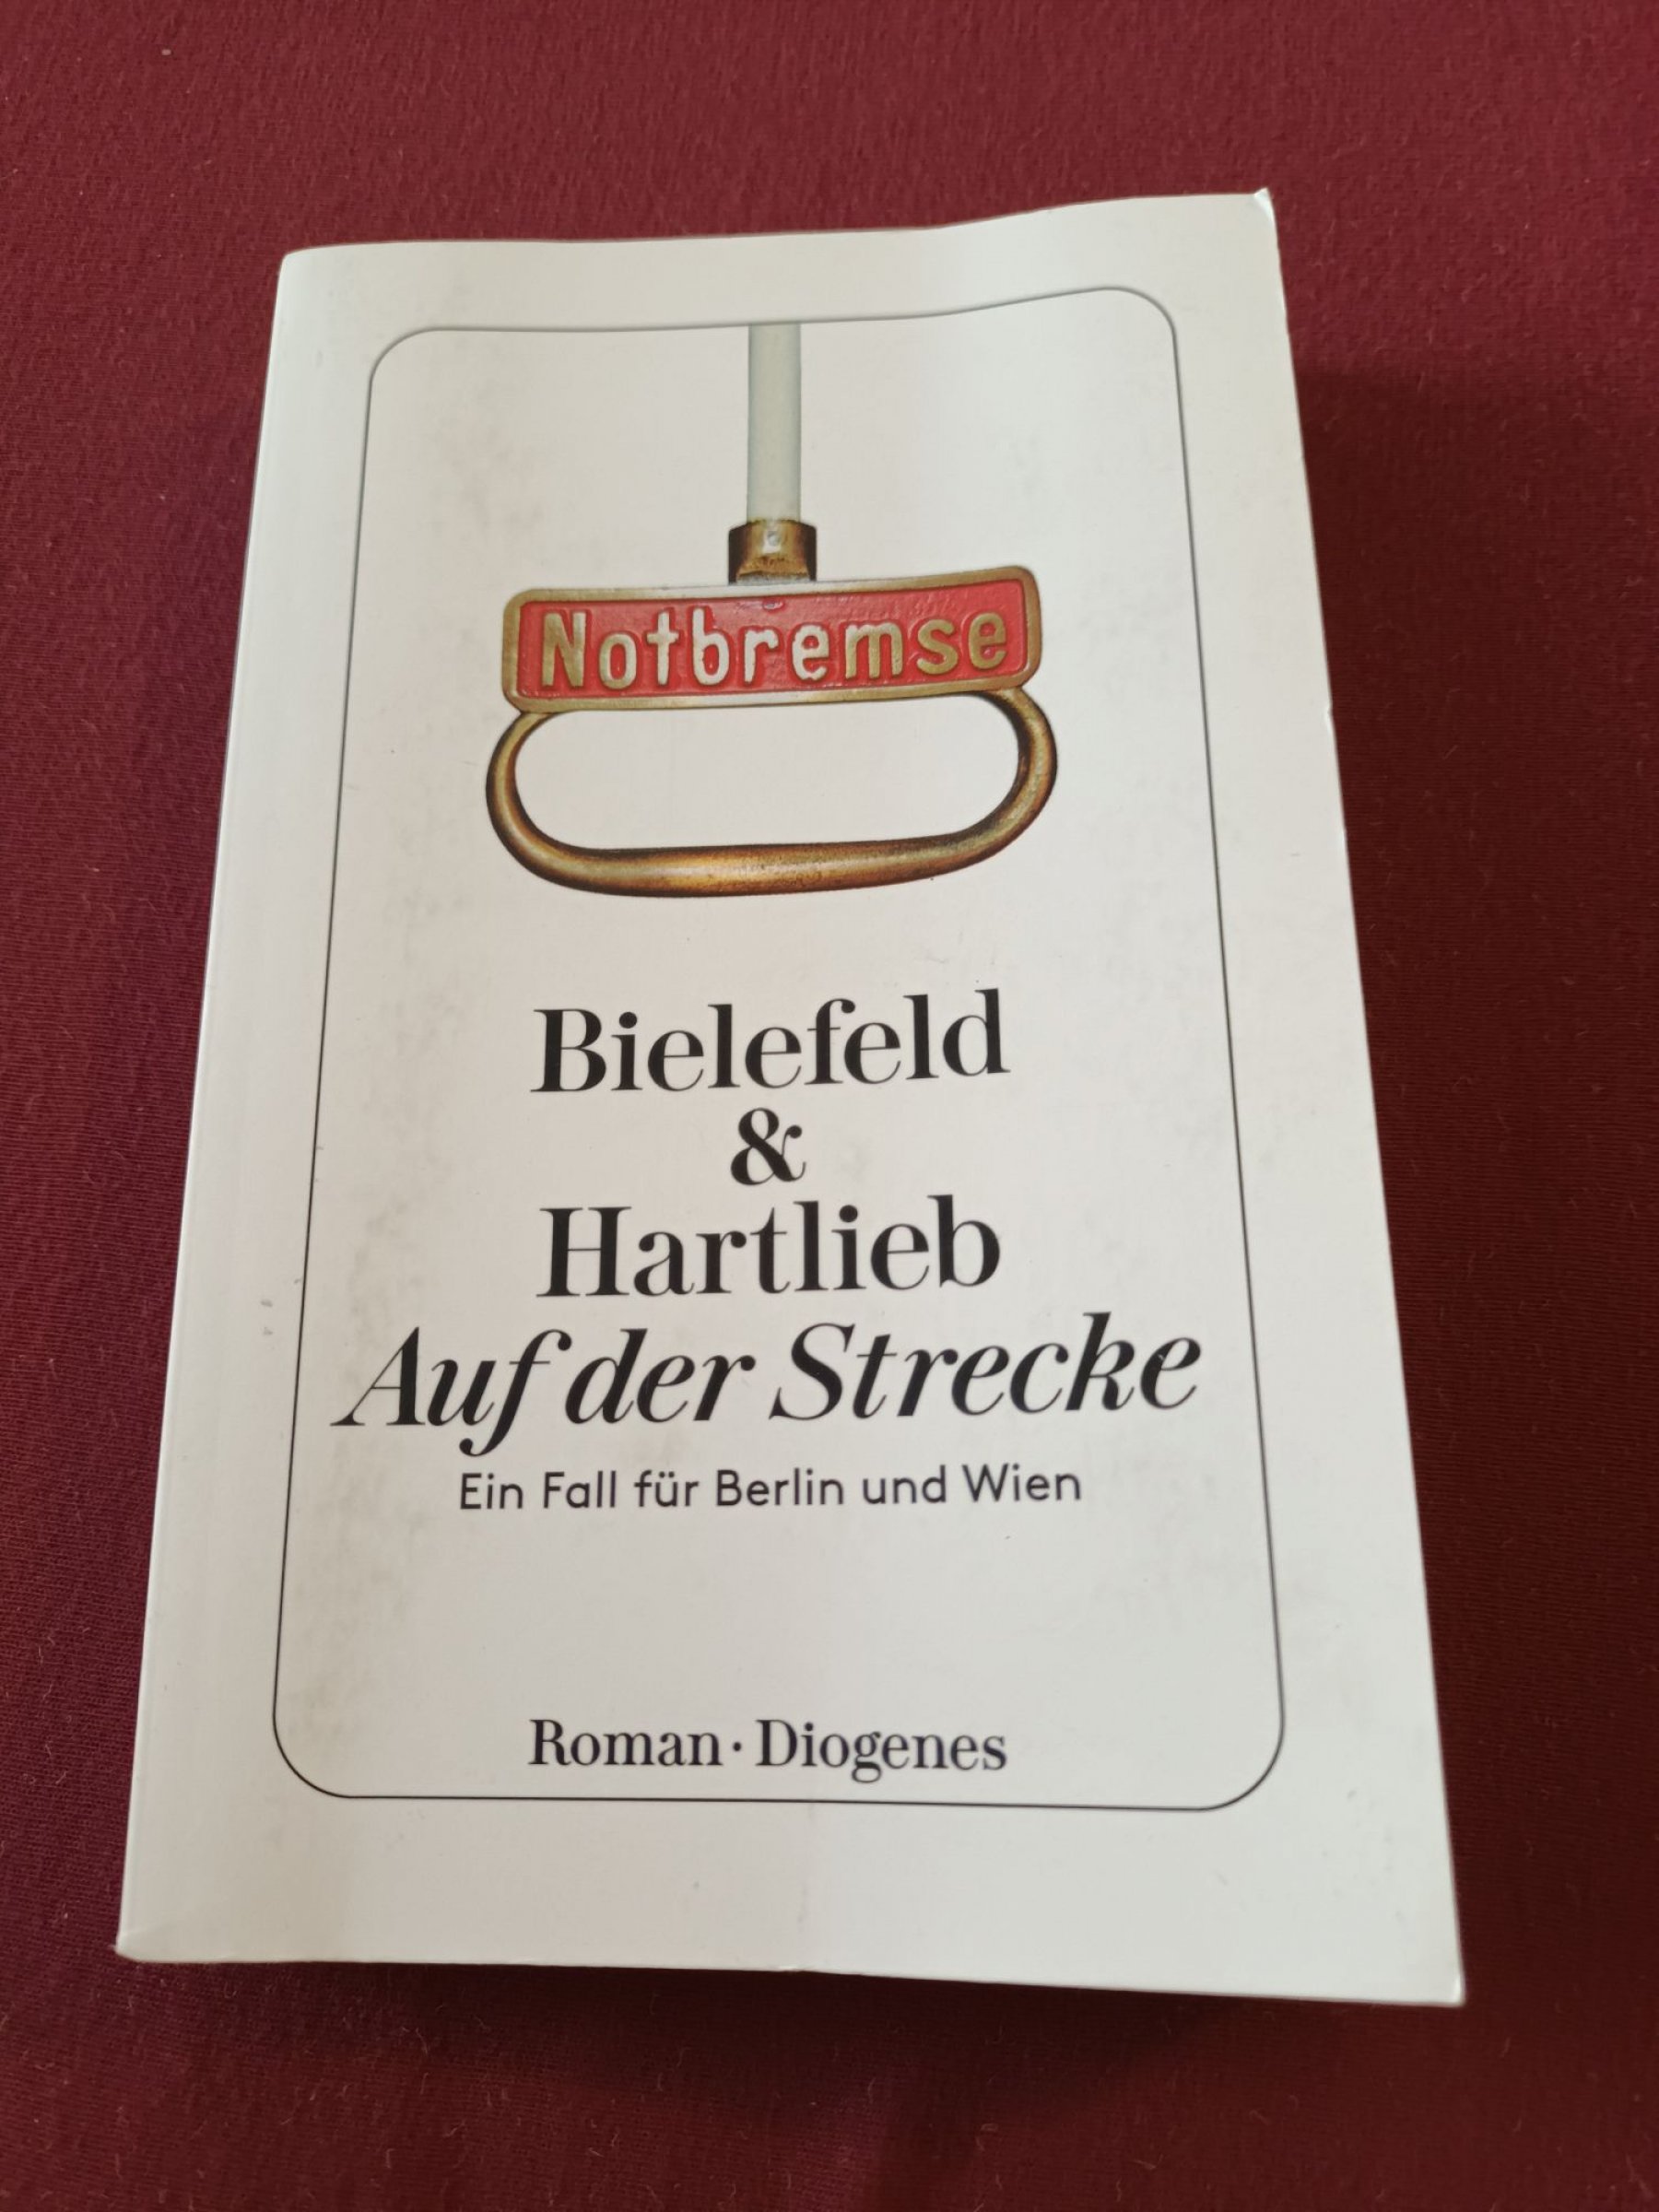 Notbremse
Bielefeld
&
Hartlieb
Auf der Strecke
Ein Fall für Berlin und Wien
Roman · Diogenes